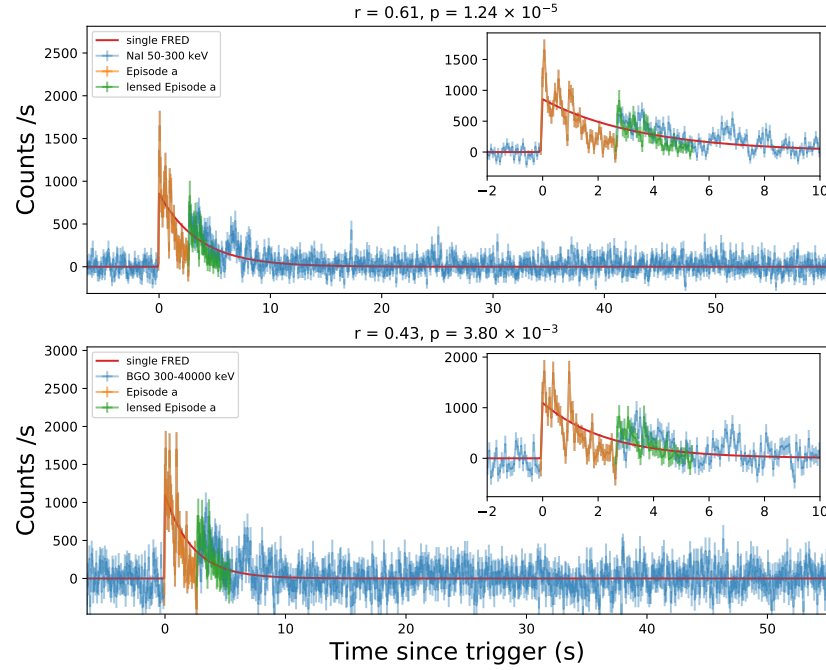 r = 0.61, p = 1.24 × 10⁻⁵
Counts /s
2500
2000
1500
1000
500
0
single FRED
NaI 50-300 keV
Episode a
lensed Episode a
1500
1000
500
0
−2 0 2 4 6 8 10
0 10 20 30 40 50
r = 0.43, p = 3.80 × 10⁻³
Counts /s
3000
2500
2000
1500
1000
500
0
single FRED
BGO 300-40000 keV
Episode a
lensed Episode a
2000
1000
0
−2 0 2 4 6 8 10
0 10 20 30 40 50
Time since trigger (s)